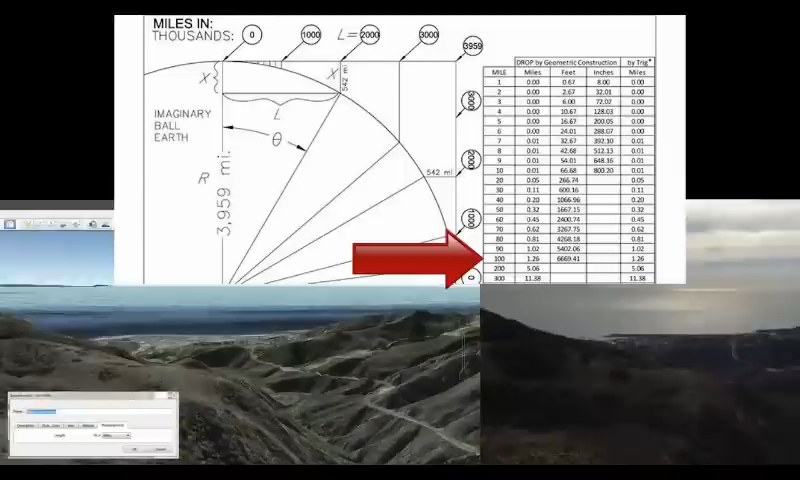 MILES IN:
THOUSANDS: 0 1000 L= 2000 3000 3959
X X 542 mi
L
IMAGINARY
BALL
EARTH
θ
R 3,959 mi.
3000
2000
542 mi
1000
0
DROP by Geometric Construction by Trig*
MILE Miles Feet Inches Miles
1 0.00 0.67 8.00 0.00
2 0.00 2.67 32.01 0.00
3 0.00 6.00 72.02 0.00
4 0.00 10.67 128.03 0.00
5 0.00 16.67 200.05 0.00
6 0.00 24.01 288.07 0.00
7 0.01 32.67 392.10 0.01
8 0.01 42.68 512.13 0.01
9 0.01 54.01 648.16 0.01
10 0.01 66.68 800.20 0.01
20 0.05 266.74 0.05
30 0.11 600.16 0.11
40 0.20 1066.96 0.20
50 0.32 1667.15 0.32
60 0.45 2400.74 0.45
70 0.62 3267.75 0.62
80 0.81 4268.18 0.81
90 1.02 5402.06 1.02
100 1.26 6669.41 1.26
200 5.06 5.06
300 11.38 11.38